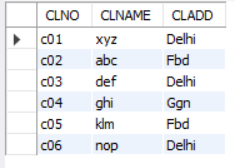 CLNO CLNAME CLADD
c01 xyz Delhi
c02 abc Fbd
c03 def Delhi
c04 ghi Ggn
c05 klm Fbd
c06 nop Delhi